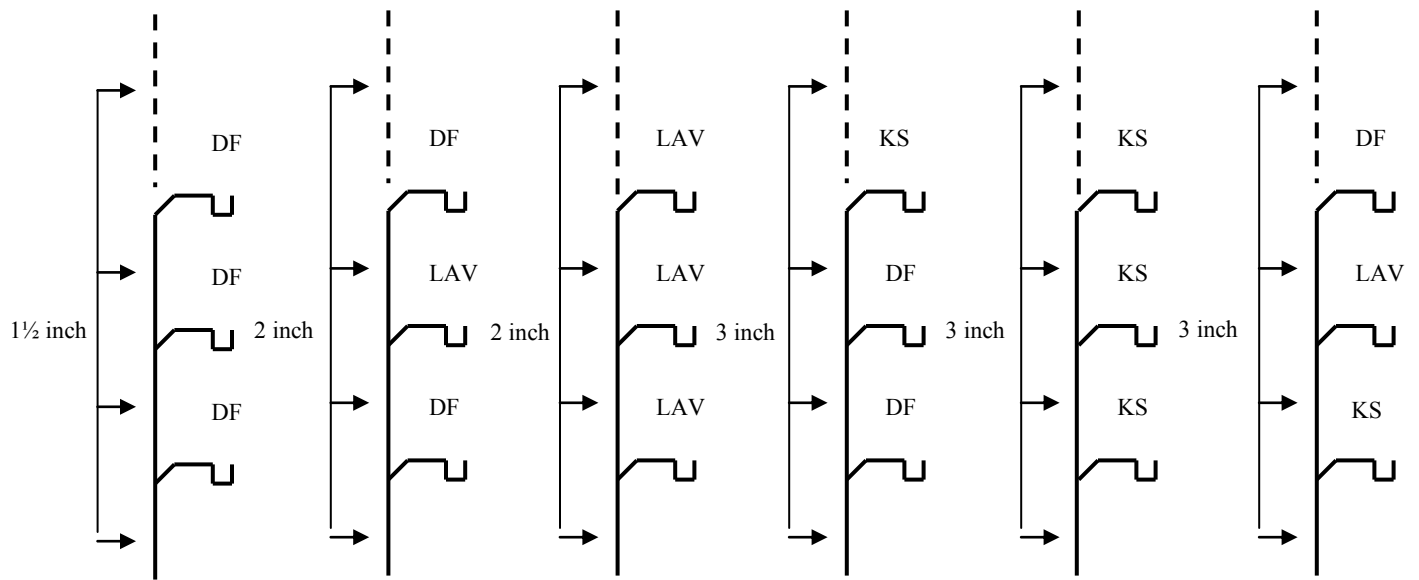 DF DF LAV KS KS DF
DF LAV LAV DF KS LAV
1½ inch 2 inch 2 inch 3 inch 3 inch 3 inch
DF DF LAV DF KS KS